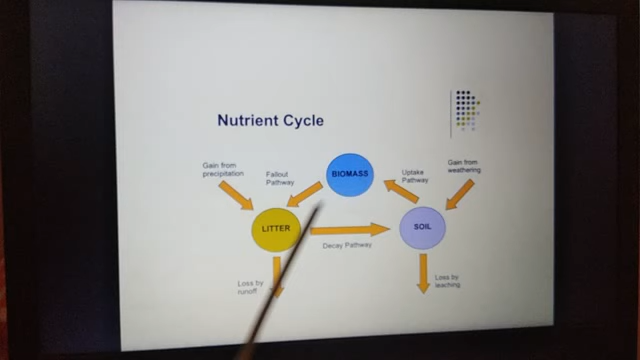 Nutrient Cycle
Gain from
precipitation
Fallout
Pathway
BIOMASS
Uptake
Pathway
Gain from
weathering
LITTER
SOIL
Decay Pathway
Loss by
runoff
Loss by
leaching